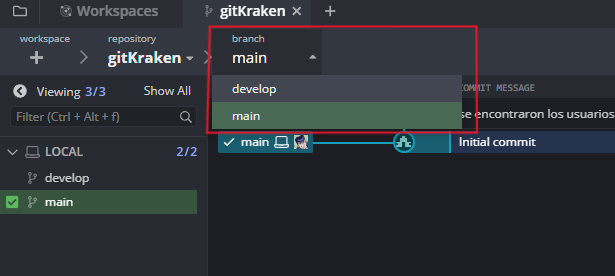 Workspaces
gitKraken
workspace
repository
gitKraken
branch
main
develop
main
Viewing 3/3
Show All
Filter (Ctrl + Alt + f)
LOCAL
2/2
develop
main
COMMIT MESSAGE
se encontraron los usuarios
main
Initial commit